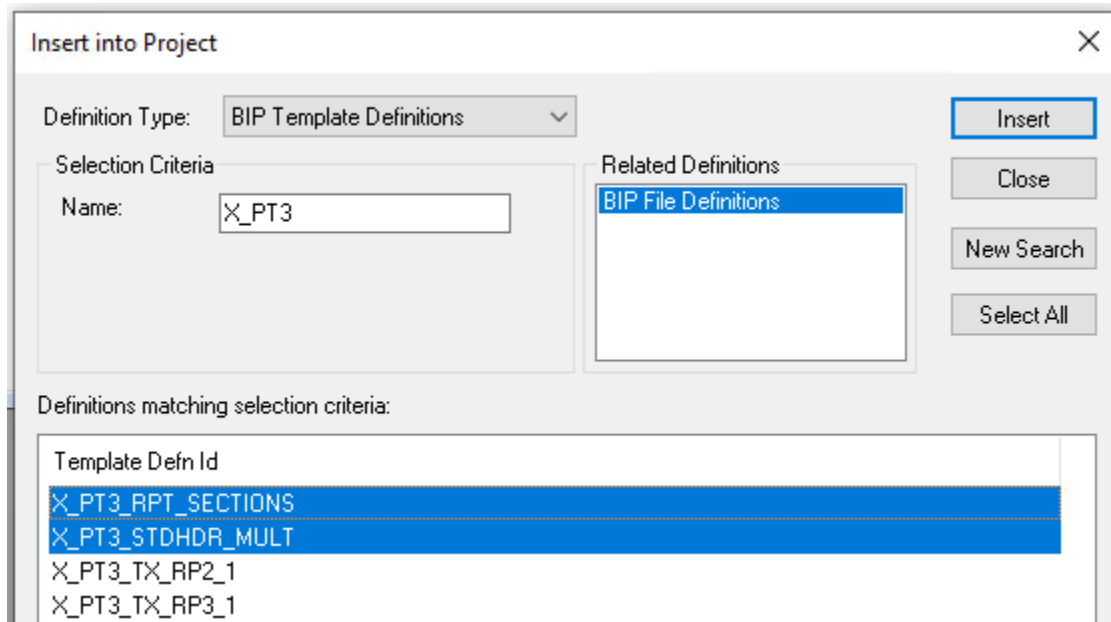 Insert into Project
Definition Type: BIP Template Definitions
Insert
Selection Criteria
Related Definitions
Close
Name: X_PT3
BIP File Definitions
New Search
Select All
Definitions matching selection criteria:
Template Defn Id
X_PT3_RPT_SECTIONS
X_PT3_STDHDR_MULT
X_PT3_TX_RP2_1
X_PT3_TX_RP3_1